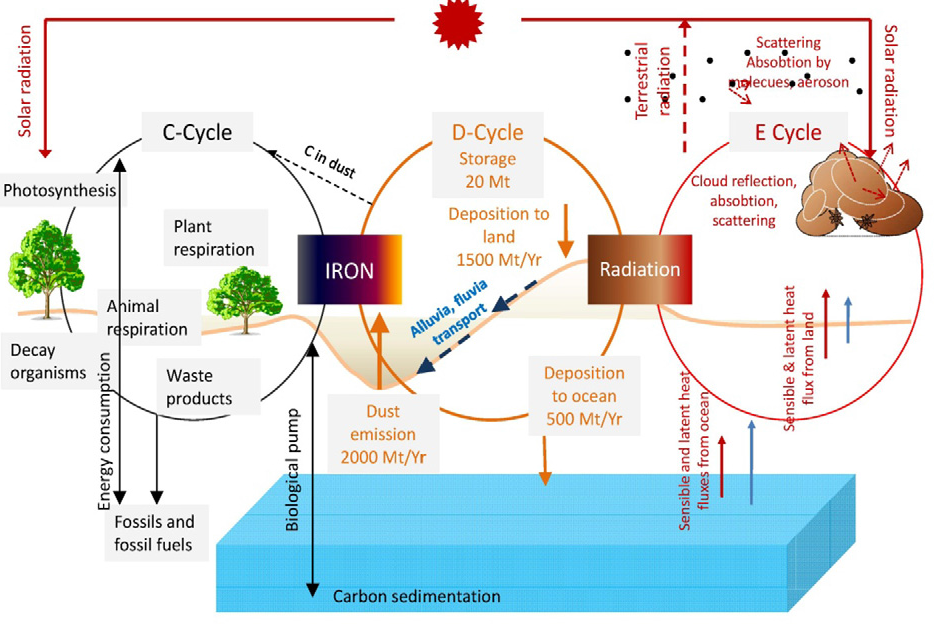 Solar radiation
C-Cycle
C in dust
Photosynthesis
Plant
respiration
Animal
respiration
Decay
organisms
Waste
products
Energy consumption
Fossils and
fossil fuels
Biological pump
Carbon sedimentation
IRON
D-Cycle
Storage
20 Mt
Deposition to
land
1500 Mt/Yr
Alluvia, fluvia
transport
Dust
emission
2000 Mt/Yr
Deposition
to ocean
500 Mt/Yr
Radiation
Terrestrial
radiation
Scattering
Absobtion by
molecues, aeroson
Solar radiation
E Cycle
Cloud reflection,
absobtion,
scattering
Sensible & latent heat
flux from land
Sensible and latent heat
fluxes from ocean